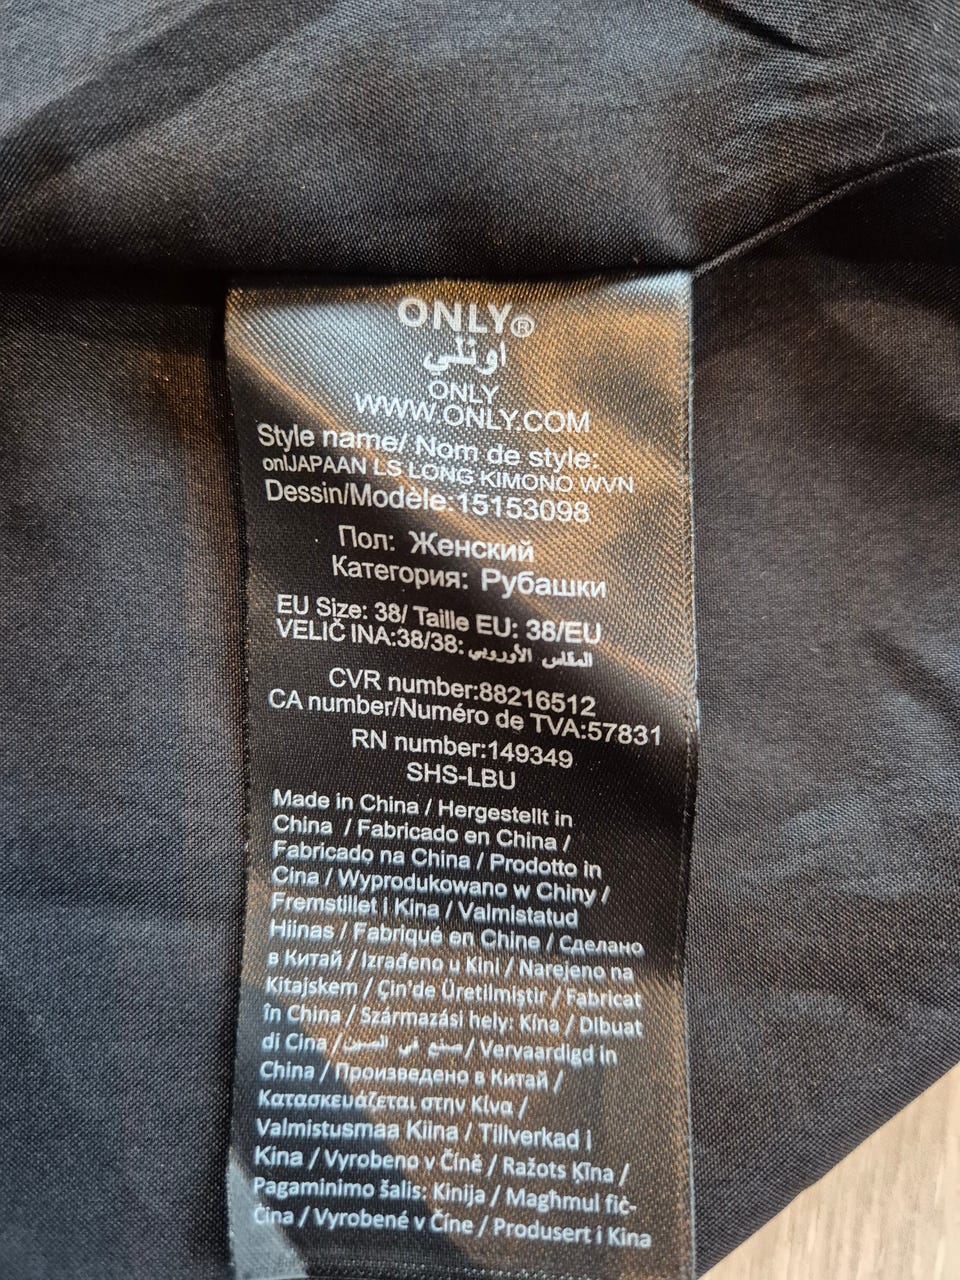 ONLY®
اونلي
ONLY
WWW.ONLY.COM
Style name/ Nom de style:
onlJAPAAN LS LONG KIMONO WVN
Dessin/Modèle:15153098
Пол: Женский
Категория: Рубашки
EU Size: 38/ Taille EU: 38/EU
VELIČ INA:38/38: المقاس الأوروبي
CVR number:88216512
CA number/Numéro de TVA:57831
RN number:149349
SHS-LBU
Made in China / Hergestellt in
China / Fabricado en China /
Fabricado na China / Prodotto in
Cina / Wyprodukowano w Chiny /
Fremstillet i Kina / Valmistatud
Hiinas / Fabriqué en Chine / Сделано
в Китай / Izrađeno u Kini / Narejeno na
Kitajskem / Çin'de Üretilmiştir / Fabricat
în China / Származási hely: Kína / Dibuat
di Cina / صنع في الصين / Vervaardigd in
China / Произведено в Китай /
Κατασκευάζεται στην Κίνα /
Valmistusmaa Kiina / Tillverkad i
Kina / Vyrobeno v Číně / Ražots Ķīna /
Pagaminimo šalis: Kinija / Magħmul fiċ-
Ċina / Vyrobené v Číne / Produsert i Kina